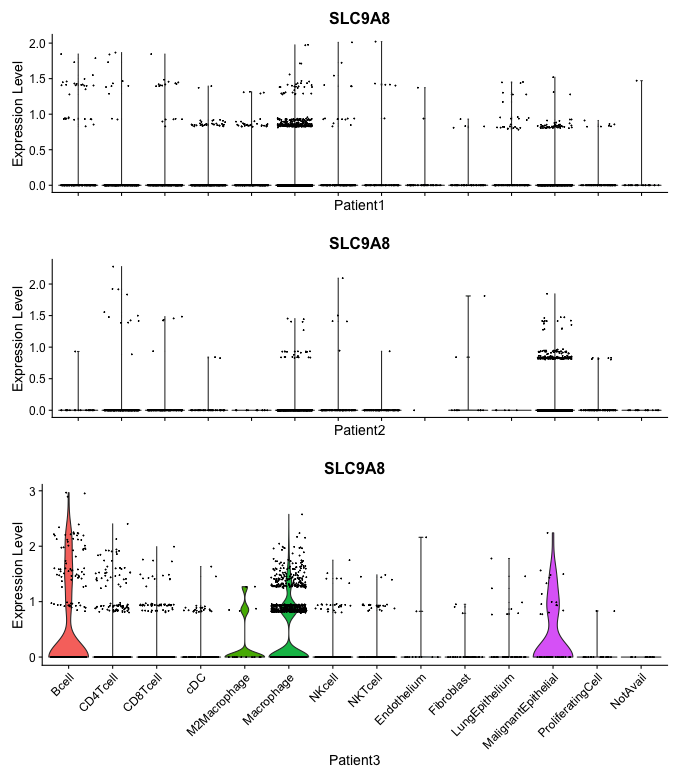 SLC9A8
Expression Level
2.0
1.5
1.0
0.5
0.0
Patient1
SLC9A8
Expression Level
2.0
1.5
1.0
0.5
0.0
Patient2
SLC9A8
Expression Level
3
2
1
0
Bcell
CD4Tcell
CD8Tcell
cDC
M2Macrophage
Macrophage
NKcell
NKTcell
Endothelium
Fibroblast
LungEpithelium
MalignantEpithelial
ProliferatingCell
NotAvail
Patient3